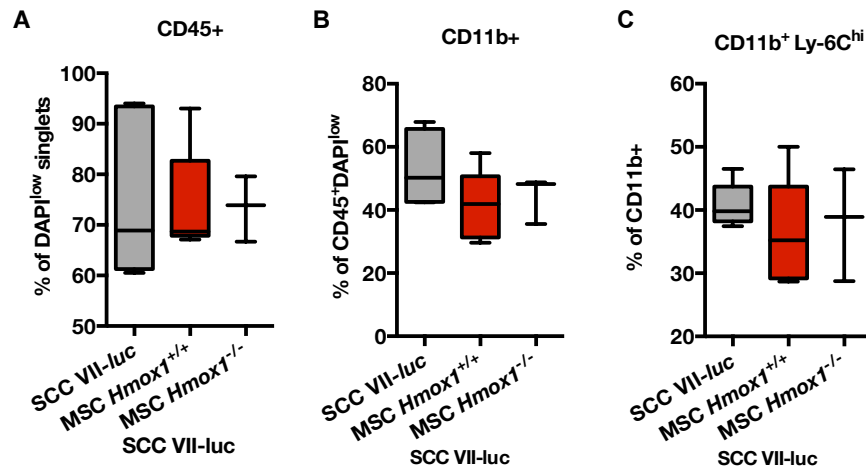 A
CD45+
% of DAPI^low singlets
100
90
80
70
60
50
SCC VII-luc
MSC Hmox1+/+
MSC Hmox1-/-
SCC VII-luc
B
CD11b+
% of CD45+DAPI^low
80
60
40
20
0
SCC VII-luc
MSC Hmox1+/+
MSC Hmox1-/-
SCC VII-luc
C
CD11b+ Ly-6C^hi
% of CD11b+
60
50
40
30
20
SCC VII-luc
MSC Hmox1+/+
MSC Hmox1-/-
SCC VII-luc